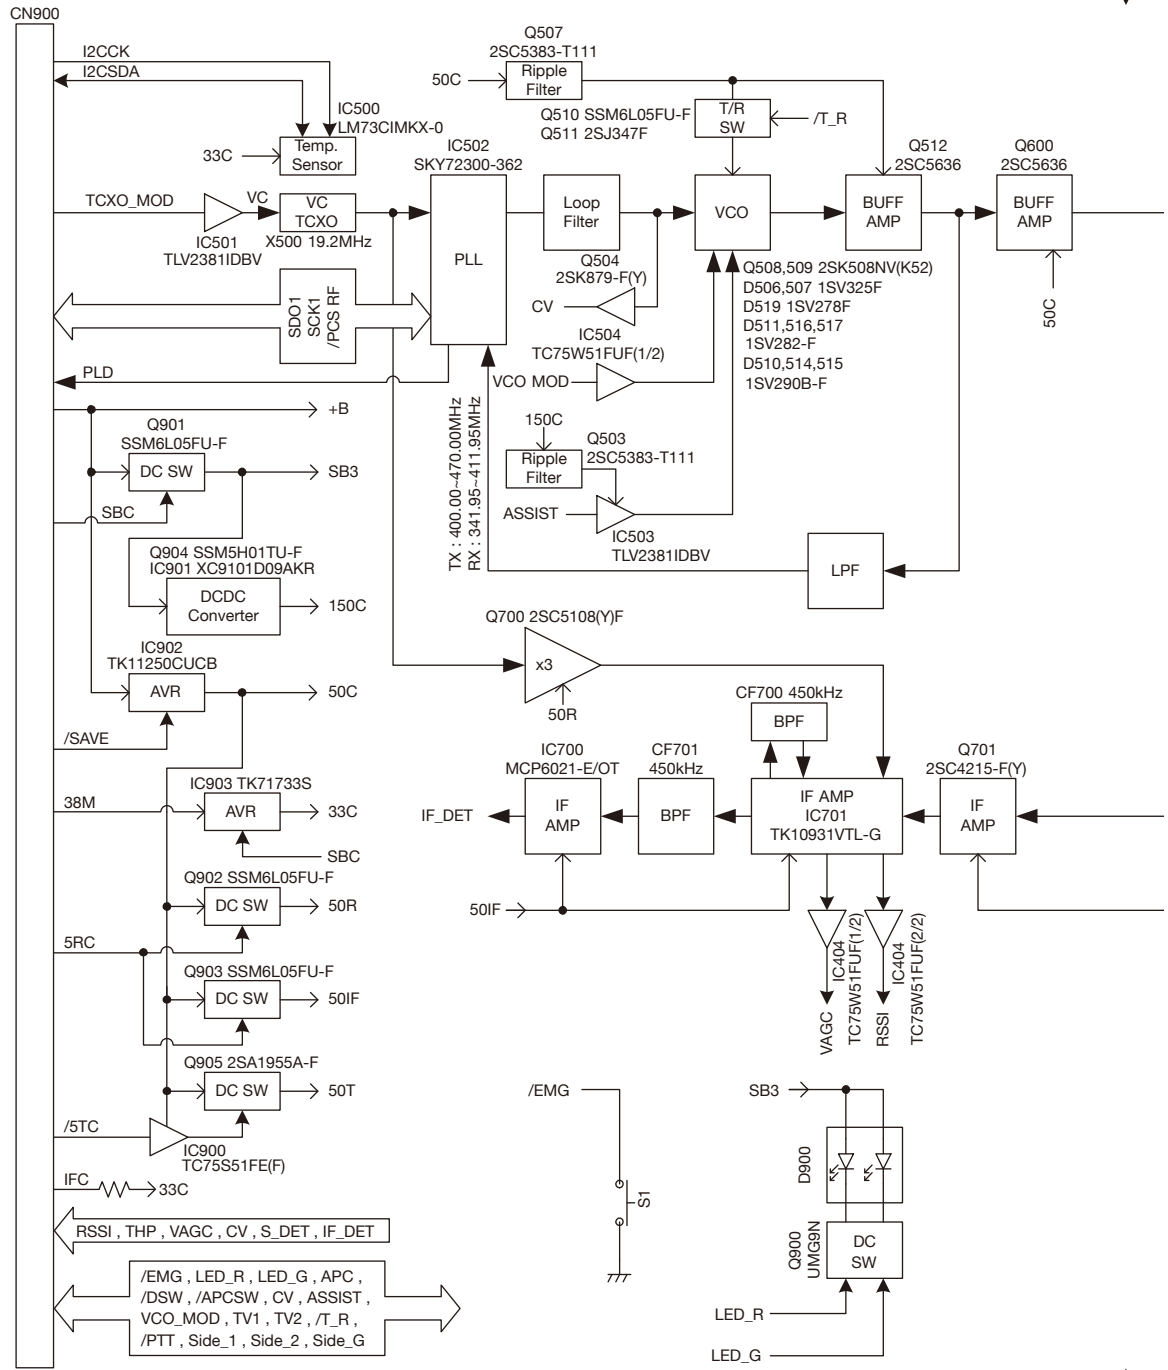 CN900
I2CCK
I2CSDA
IC500
LM73CIMKX-0
Temp.
Sensor
33C
TCXO_MOD
VC
IC501
TLV2381IDBV
VC
TCXO
X500 19.2MHz
SDO1
SCK1
/PCS RF
PLD
IC502
SKY72300-362
PLL
Q507
2SC5383-T111
50C
Ripple
Filter
Q510 SSM6L05FU-F
Q511 2SJ347F
T/R
SW
/T_R
Loop
Filter
VCO
Q512
2SC5636
BUFF
AMP
Q600
2SC5636
BUFF
AMP
50C
Q504
2SK879-F(Y)
CV
IC504
TC75W51FUF(1/2)
VCO MOD
Q508,509 2SK508NV(K52)
D506,507 1SV325F
D519 1SV278F
D511,516,517
1SV282-F
D510,514,515
1SV290B-F
150C
Q503
2SC5383-T111
Ripple
Filter
ASSIST
IC503
TLV2381IDBV
TX : 400.00~470.00MHz
RX : 341.95~411.95MHz
LPF
+B
Q901
SSM6L05FU-F
DC SW
SB3
SBC
Q904 SSM5H01TU-F
IC901 XC9101D09AKR
DCDC
Converter
150C
IC902
TK11250CUCB
AVR
50C
/SAVE
IC903 TK71733S
38M
AVR
33C
SBC
Q902 SSM6L05FU-F
DC SW
50R
5RC
Q903 SSM6L05FU-F
DC SW
50IF
Q905 2SA1955A-F
DC SW
50T
/5TC
IC900
TC75S51FE(F)
IFC
33C
RSSI , THP , VAGC , CV , S_DET , IF_DET
/EMG , LED_R , LED_G , APC ,
/DSW , /APCSW , CV , ASSIST ,
VCO_MOD , TV1 , TV2 , /T_R ,
/PTT , Side_1 , Side_2 , Side_G
Q700 2SC5108(Y)F
x3
50R
CF700 450kHz
BPF
IC700
MCP6021-E/OT
IF_DET
IF
AMP
CF701
450kHz
BPF
IF AMP
IC701
TK10931VTL-G
Q701
2SC4215-F(Y)
IF
AMP
50IF
VAGC
IC404
TC75W51FUF(1/2)
RSSI
IC404
TC75W51FUF(2/2)
/EMG
S1
SB3
D900
Q900
UMG9N
DC
SW
LED_R
LED_G